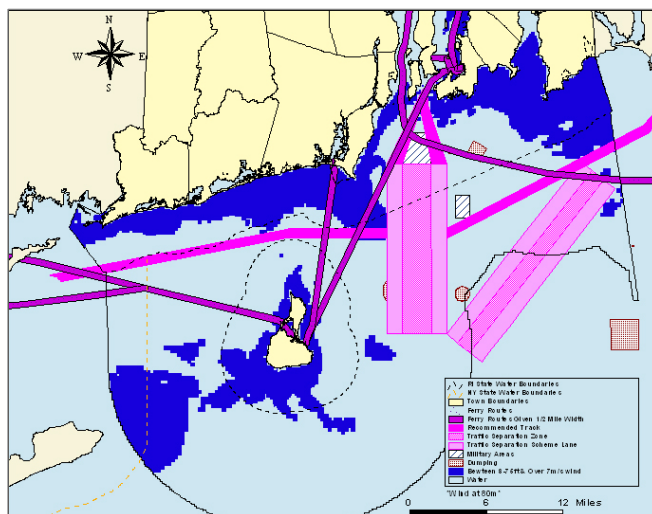 N
W E
S
RI State Water Boundaries
NY State Water Boundaries
Town Boundaries
Ferry Routes
Ferry Routes Given 1/2 Mile Width
Recommended Track
Traffic Separation Zone
Traffic Separation Scheme Lane
Military Areas
Dumping
Bewteen 8-75ft & Over 7m/s wind
Water
"Wind at 80m"
0 6 12 Miles